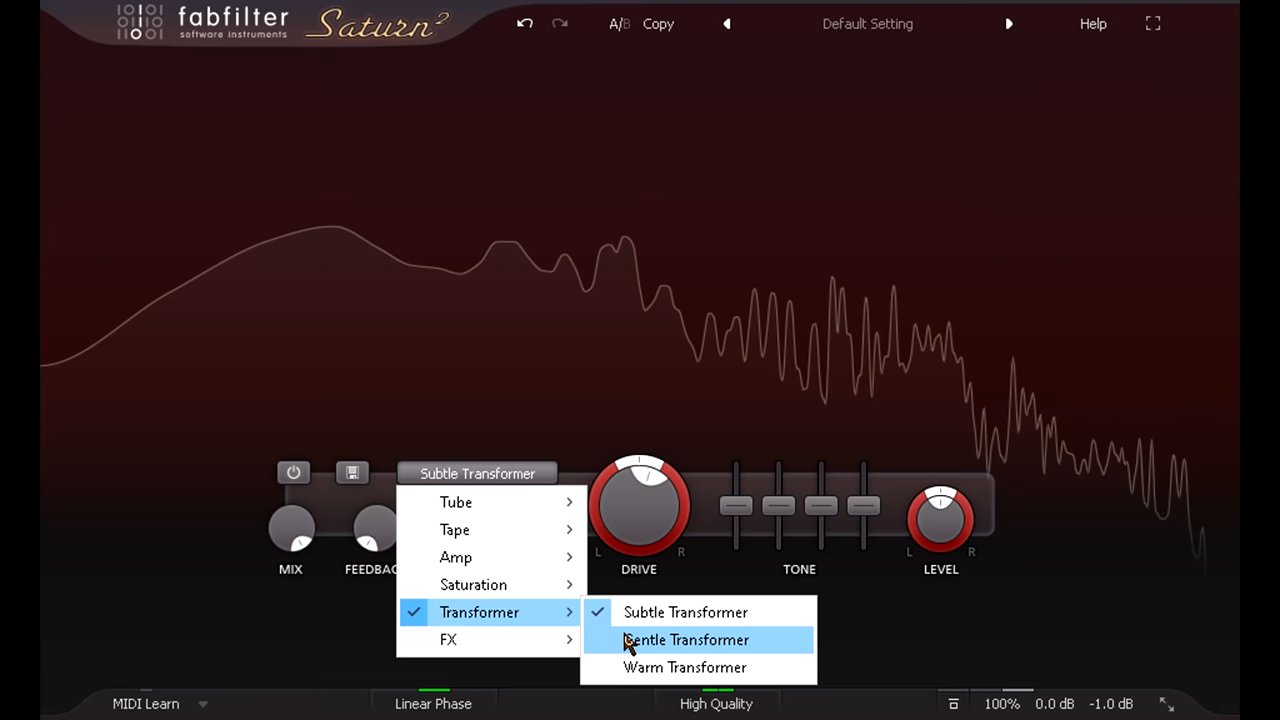 fabfilter
software instruments
Saturn 2
A/B Copy
Default Setting
Help
Subtle Transformer
Tube
Tape
Amp
Saturation
Transformer
FX
Subtle Transformer
Gentle Transformer
Warm Transformer
MIX
FEEDBAC
L R
DRIVE
TONE
L R
LEVEL
MIDI Learn
Linear Phase
High Quality
100% 0.0 dB -1.0 dB